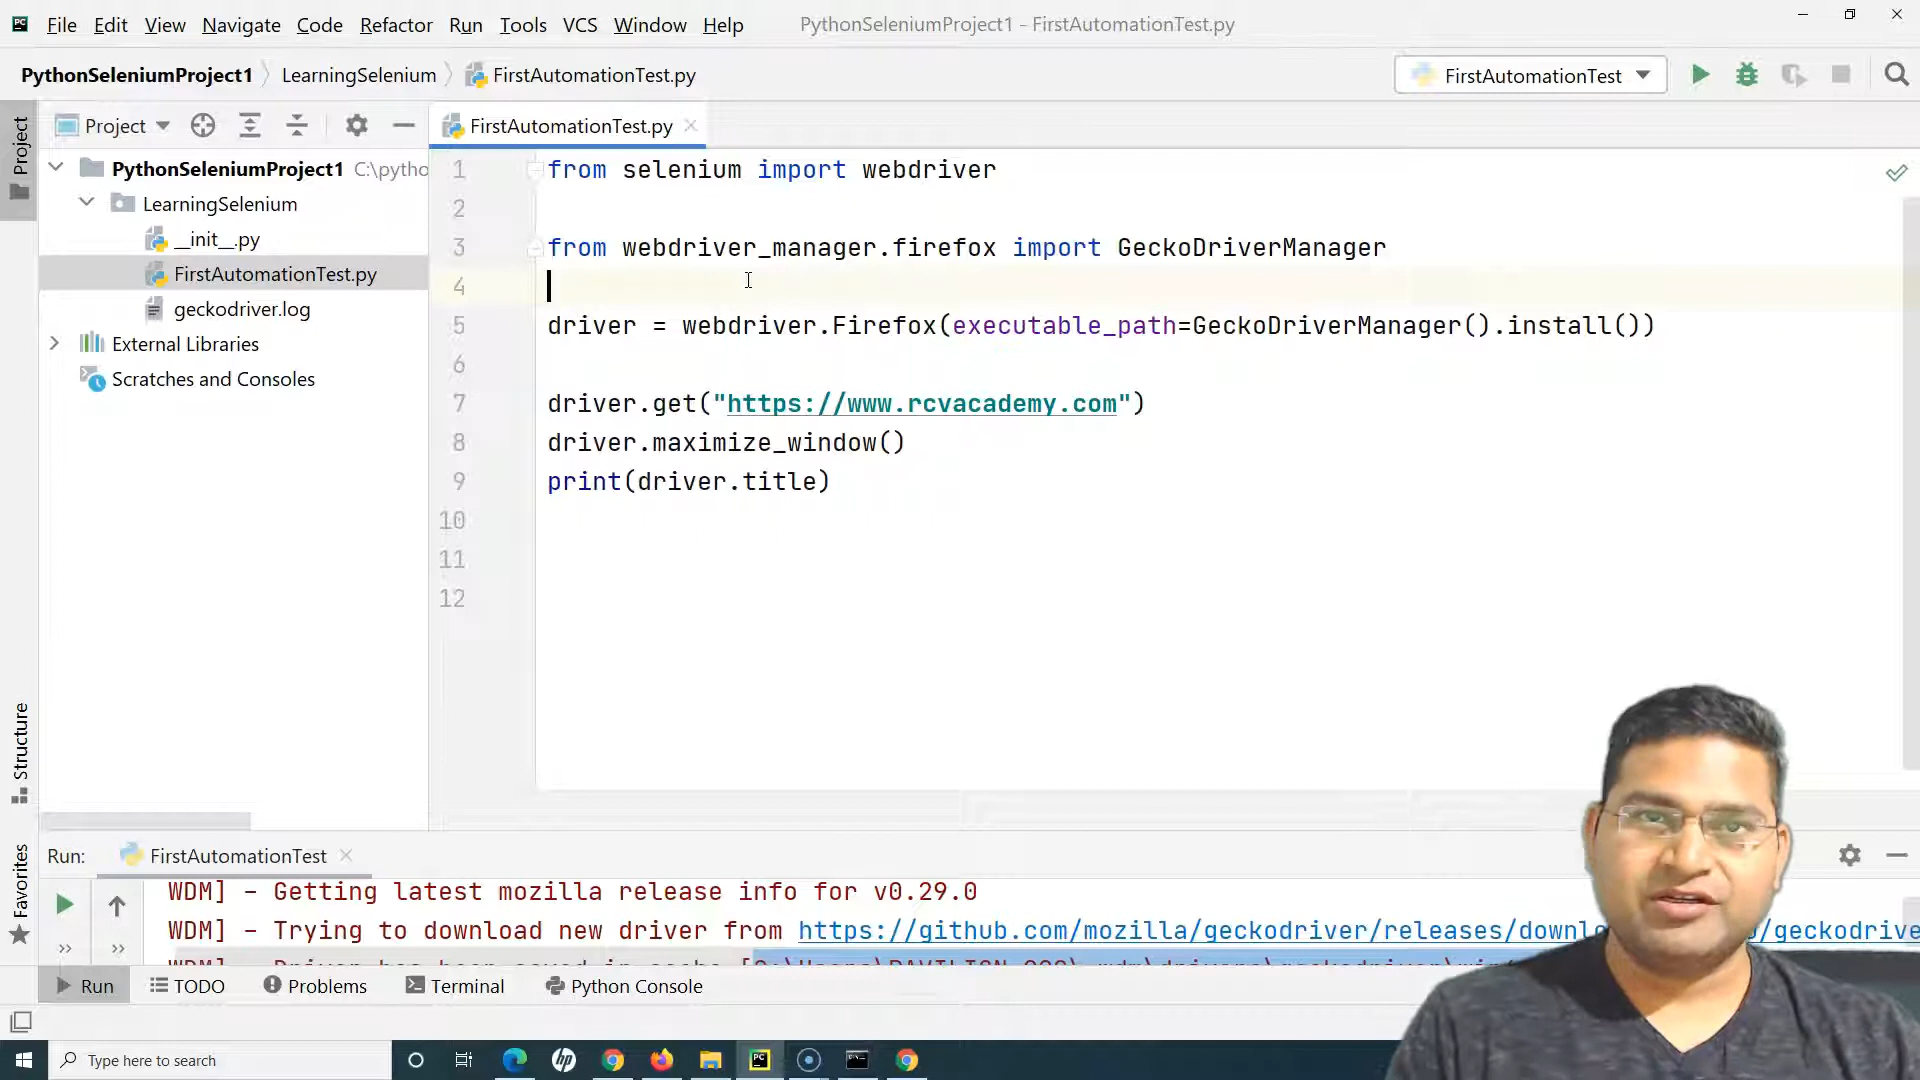 File Edit View Navigate Code Refactor Run Tools VCS Window Help PythonSeleniumProject1 - FirstAutomationTest.py
PythonSeleniumProject1 LearningSelenium FirstAutomationTest.py FirstAutomationTest
Project
Project
FirstAutomationTest.py
PythonSeleniumProject1 C:\pytho
LearningSelenium
__init__.py
FirstAutomationTest.py
geckodriver.log
External Libraries
Scratches and Consoles
1 from selenium import webdriver
2
3 from webdriver_manager.firefox import GeckoDriverManager
4
5 driver = webdriver.Firefox(executable_path=GeckoDriverManager().install())
6
7 driver.get("https://www.rcvacademy.com")
8 driver.maximize_window()
9 print(driver.title)
10
11
12
Structure
Favorites
Run: FirstAutomationTest
WDM] - Getting latest mozilla release info for v0.29.0
WDM] - Trying to download new driver from https://github.com/mozilla/geckodriver/releases/downl /geckodrive
Run TODO Problems Terminal Python Console
Type here to search